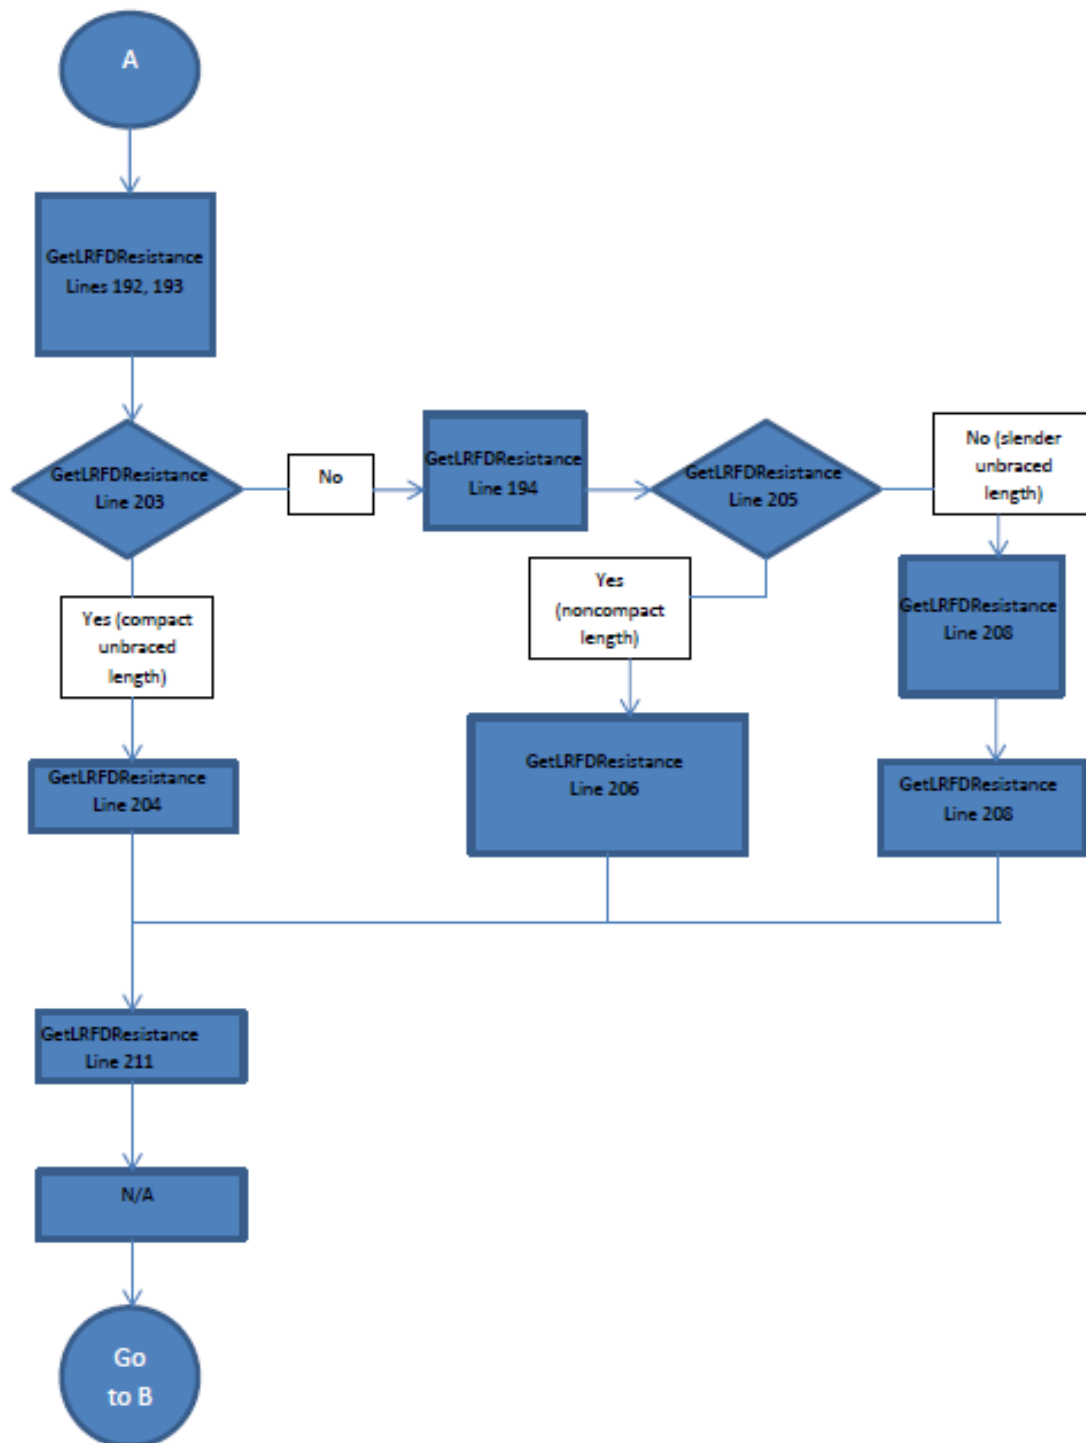 A
GetLRFDResistance
Lines 192, 193
GetLRFDResistance
Line 203
No
GetLRFDResistance
Line 194
GetLRFDResistance
Line 205
No (slender
unbraced
length)
Yes (compact
unbraced
length)
Yes
(noncompact
length)
GetLRFDResistance
Line 208
GetLRFDResistance
Line 204
GetLRFDResistance
Line 206
GetLRFDResistance
Line 208
GetLRFDResistance
Line 211
N/A
Go
to B